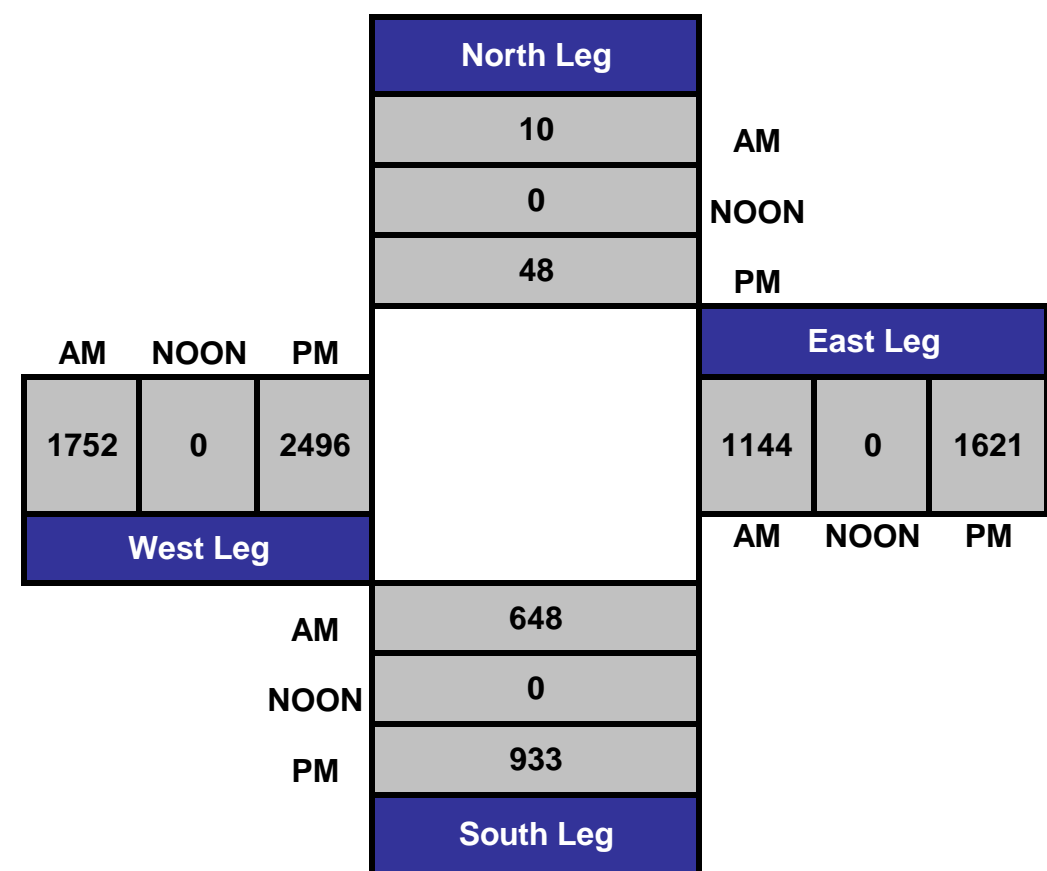 North Leg
10
AM
0
NOON
48
PM
East Leg
AM NOON PM
1752 0 2496
1144 0 1621
West Leg
AM NOON PM
AM
648
NOON
0
PM
933
South Leg